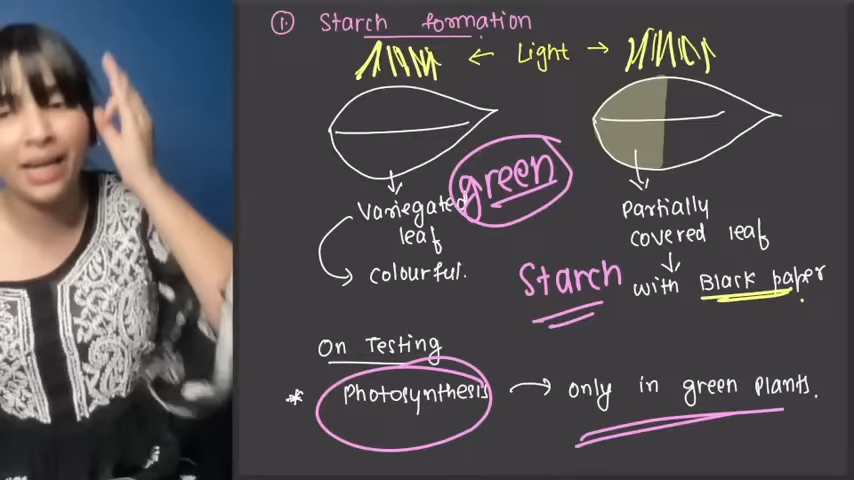 ① Starch formation
← Light →
green
Variegated
leaf
colourful.
Partially
covered leaf
with Black paper
Starch
On Testing
* Photosynthesis → only in green plants.